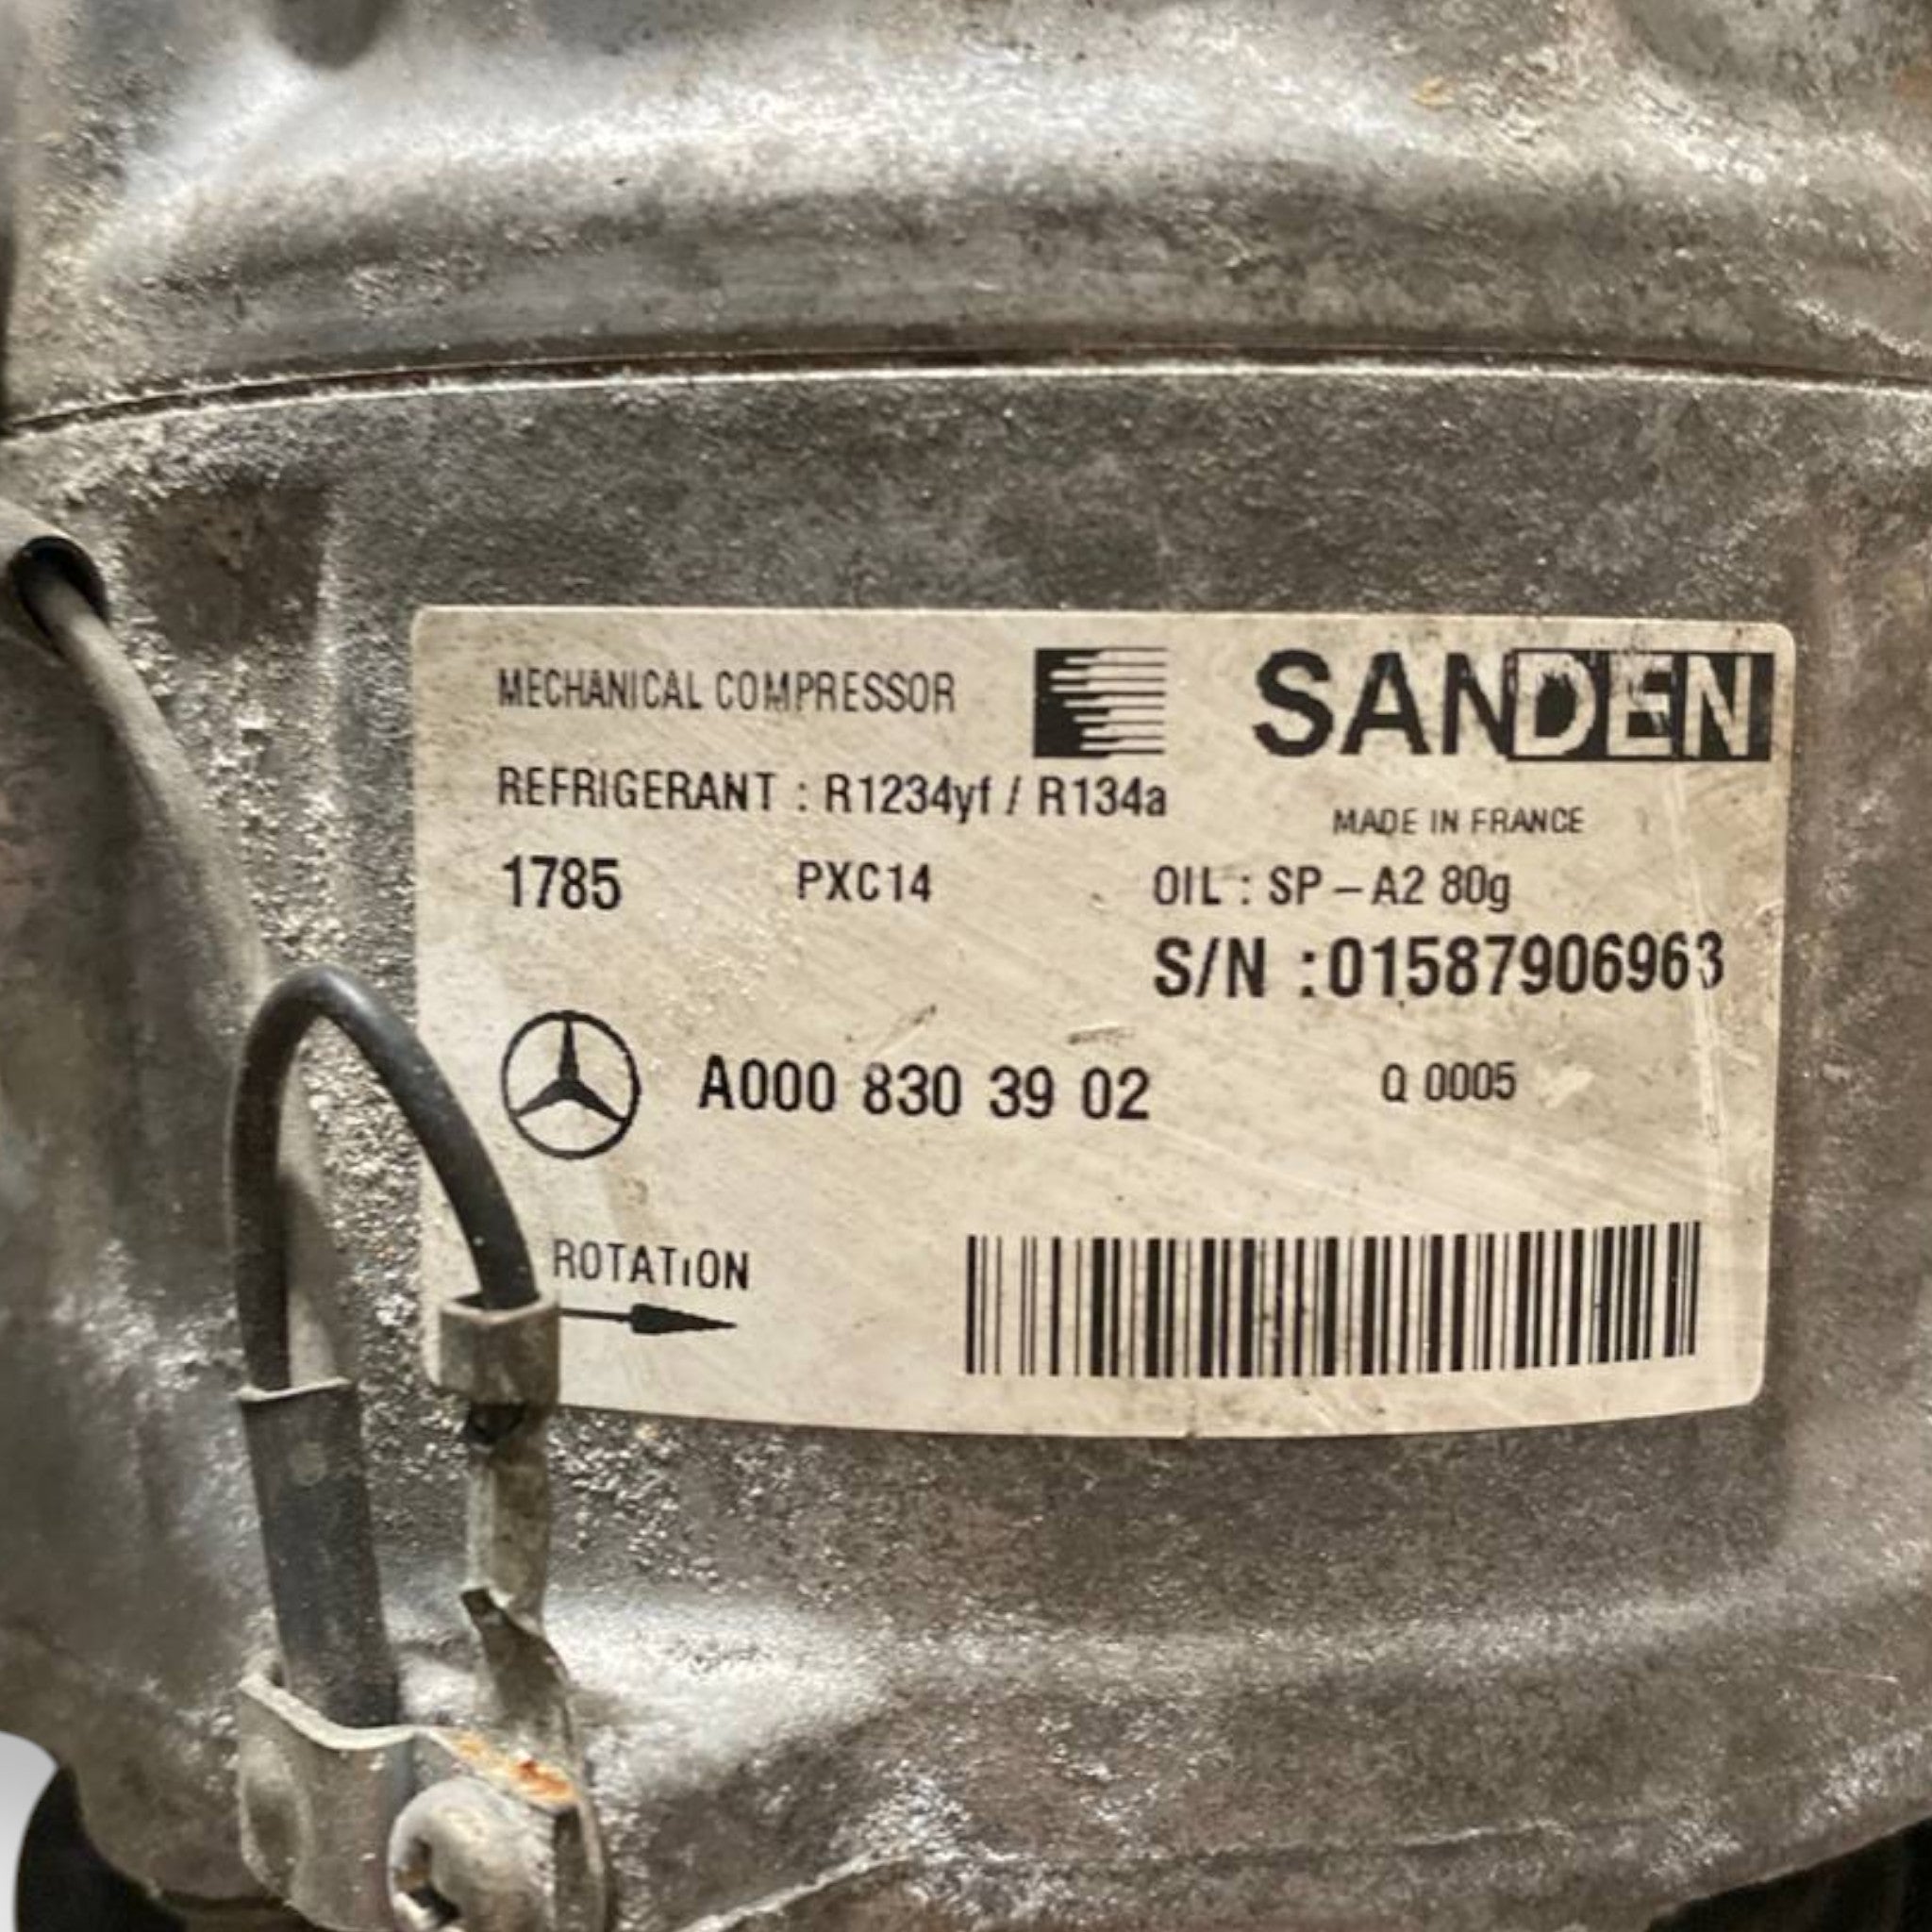 MECHANICAL COMPRESSOR
SANDEN
REFRIGERANT : R1234yf / R134a
MADE IN FRANCE
1785 PXC14 OIL : SP – A2 80g
S/N :01587906963
A000 830 39 02 Q 0005
ROTATiON